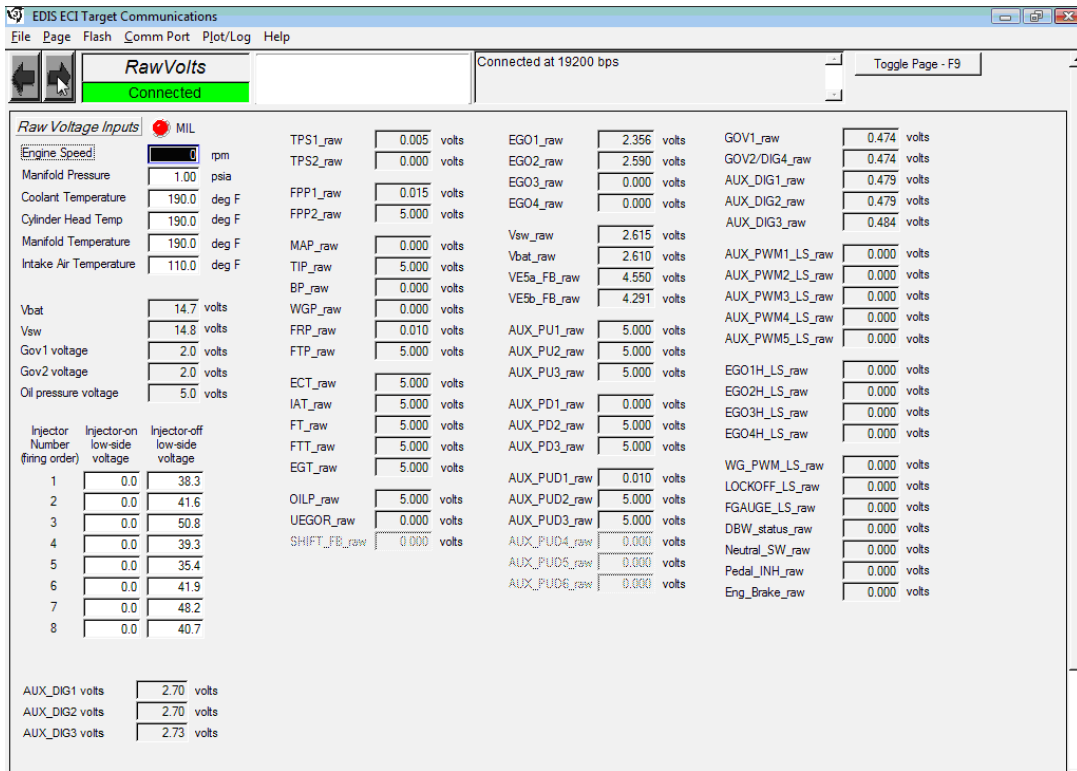 EDIS ECI Target Communications
File Page Flash Comm Port Plot/Log Help
RawVolts
Connected
Connected at 19200 bps
Toggle Page - F9
Raw Voltage Inputs MIL
Engine Speed 0 rpm
Manifold Pressure 1.00 psia
Coolant Temperature 190.0 deg F
Cylinder Head Temp 190.0 deg F
Manifold Temperature 190.0 deg F
Intake Air Temperature 110.0 deg F
Vbat 14.7 volts
Vsw 14.8 volts
Gov1 voltage 2.0 volts
Gov2 voltage 2.0 volts
Oil pressure voltage 5.0 volts
Injector Injector-on Injector-off
Number low-side low-side
(firing order) voltage voltage
1 0.0 38.3
2 0.0 41.6
3 0.0 50.8
4 0.0 39.3
5 0.0 35.4
6 0.0 41.9
7 0.0 48.2
8 0.0 40.7
AUX_DIG1 volts 2.70 volts
AUX_DIG2 volts 2.70 volts
AUX_DIG3 volts 2.73 volts
TPS1_raw 0.005 volts
TPS2_raw 0.000 volts
FPP1_raw 0.015 volts
FPP2_raw 5.000 volts
MAP_raw 0.000 volts
TIP_raw 5.000 volts
BP_raw 0.000 volts
WGP_raw 0.000 volts
FRP_raw 0.010 volts
FTP_raw 5.000 volts
ECT_raw 5.000 volts
IAT_raw 5.000 volts
FT_raw 5.000 volts
FTT_raw 5.000 volts
EGT_raw 5.000 volts
OILP_raw 5.000 volts
UEGOR_raw 0.000 volts
SHIFT_FB_raw 0.000 volts
EGO1_raw 2.356 volts
EGO2_raw 2.590 volts
EGO3_raw 0.000 volts
EGO4_raw 0.000 volts
Vsw_raw 2.615 volts
Vbat_raw 2.610 volts
VE5a_FB_raw 4.550 volts
VE5b_FB_raw 4.291 volts
AUX_PU1_raw 5.000 volts
AUX_PU2_raw 5.000 volts
AUX_PU3_raw 5.000 volts
AUX_PD1_raw 0.000 volts
AUX_PD2_raw 5.000 volts
AUX_PD3_raw 5.000 volts
AUX_PUD1_raw 0.010 volts
AUX_PUD2_raw 5.000 volts
AUX_PUD3_raw 5.000 volts
AUX_PUD4_raw 0.000 volts
AUX_PUD5_raw 0.000 volts
AUX_PUD6_raw 0.000 volts
GOV1_raw 0.474 volts
GOV2/DIG4_raw 0.474 volts
AUX_DIG1_raw 0.479 volts
AUX_DIG2_raw 0.479 volts
AUX_DIG3_raw 0.484 volts
AUX_PWM1_LS_raw 0.000 volts
AUX_PWM2_LS_raw 0.000 volts
AUX_PWM3_LS_raw 0.000 volts
AUX_PWM4_LS_raw 0.000 volts
AUX_PWM5_LS_raw 0.000 volts
EGO1H_LS_raw 0.000 volts
EGO2H_LS_raw 0.000 volts
EGO3H_LS_raw 0.000 volts
EGO4H_LS_raw 0.000 volts
WG_PWM_LS_raw 0.000 volts
LOCKOFF_LS_raw 0.000 volts
FGAUGE_LS_raw 0.000 volts
DBW_status_raw 0.000 volts
Neutral_SW_raw 0.000 volts
Pedal_INH_raw 0.000 volts
Eng_Brake_raw 0.000 volts